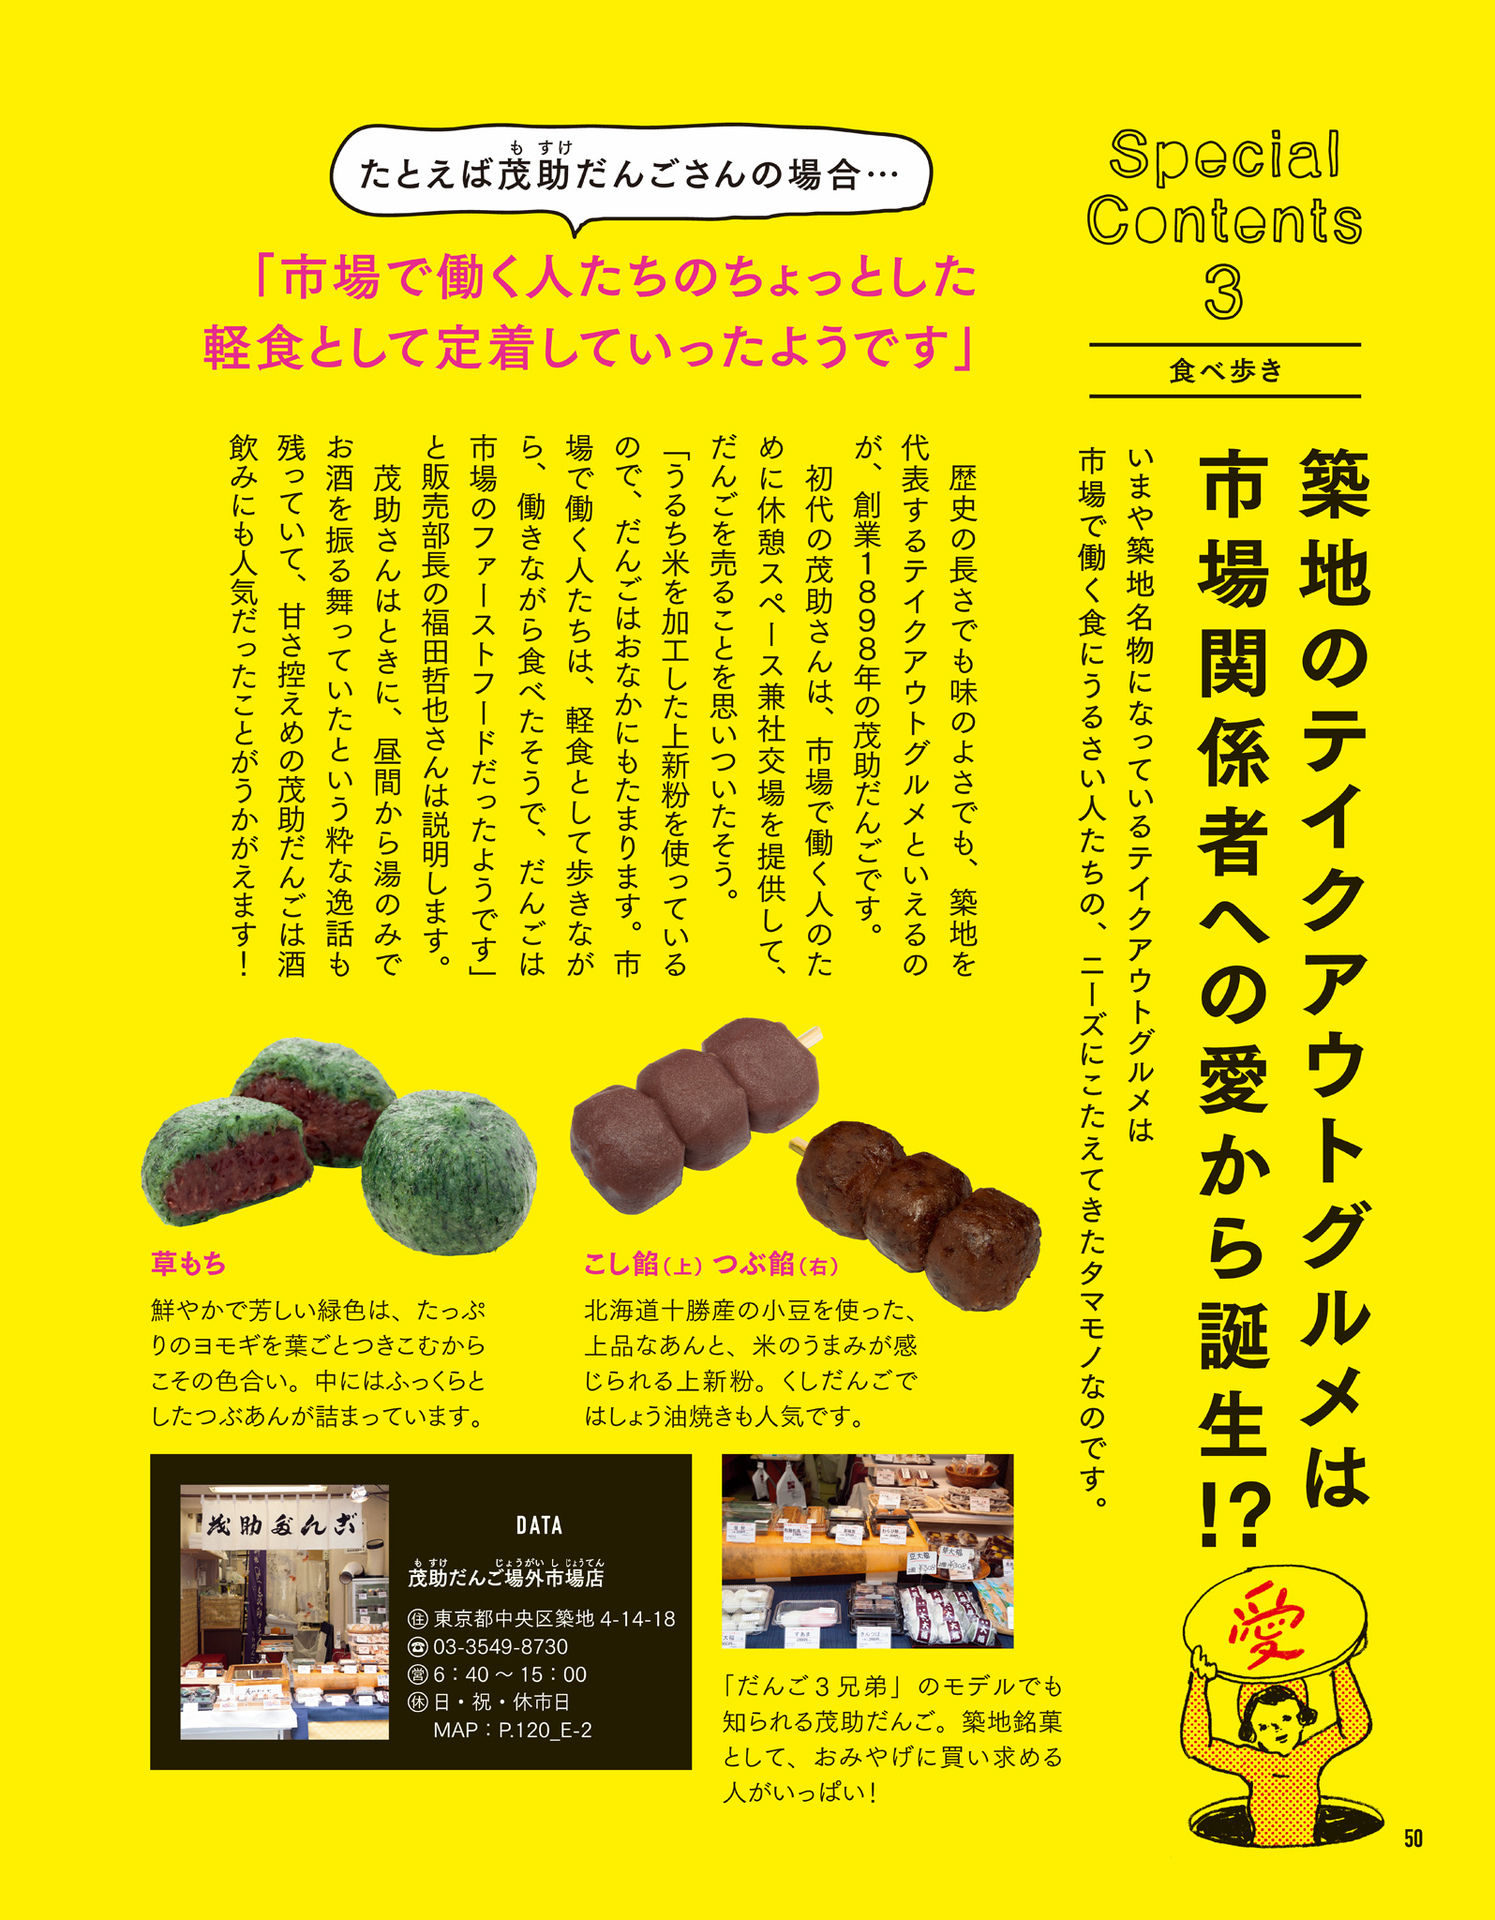 Special
Contents
3
食べ歩き
築地のテイクアウトグルメは
市場関係者への愛から誕生!?
いまや築地名物になっているテイクアウトグルメは
市場で働く食にうるさい人たちの、ニーズにこたえてきたタマモノなのです。
も すけ
たとえば茂助だんごさんの場合…
「市場で働く人たちのちょっとした
軽食として定着していったようです」
歴史の長さでも味のよさでも、築地を
代表するテイクアウトグルメといえるの
が、創業1898年の茂助だんごです。
初代の茂助さんは、市場で働く人のた
めに休憩スペース兼社交場を提供して、
だんごを売ることを思いついたそう。
「うるち米を加工した上新粉を使っている
ので、だんごはおなかにもたまります。市
場で働く人たちは、軽食として歩きなが
ら、働きながら食べたそうで、だんごは
市場のファーストフードだったようです」
と販売部長の福田哲也さんは説明します。
茂助さんはときに、昼間から湯のみで
お酒を振る舞っていたという粋な逸話も
残っていて、甘さ控えめの茂助だんごは酒
飲みにも人気だったことがうかがえます!
草もち
鮮やかで芳しい緑色は、たっぷ
りのヨモギを葉ごとつきこむから
こその色合い。中にはふっくらと
したつぶあんが詰まっています。
こし餡(上) つぶ餡(右)
北海道十勝産の小豆を使った、
上品なあんと、米のうまみが感
じられる上新粉。くしだんごで
はしょう油焼きも人気です。
茂助だんご
DATA
も すけ じょうがい し じょうてん
茂助だんご場外市場店
住 東京都中央区築地 4-14-18
☎ 03-3549-8730
営 6:40 〜 15:00
休 日・祝・休市日
MAP:P.120_E-2
豆大福
草大福
すあま
きんつば
「だんご3兄弟」のモデルでも
知られる茂助だんご。築地銘菓
として、おみやげに買い求める
人がいっぱい!
愛
50